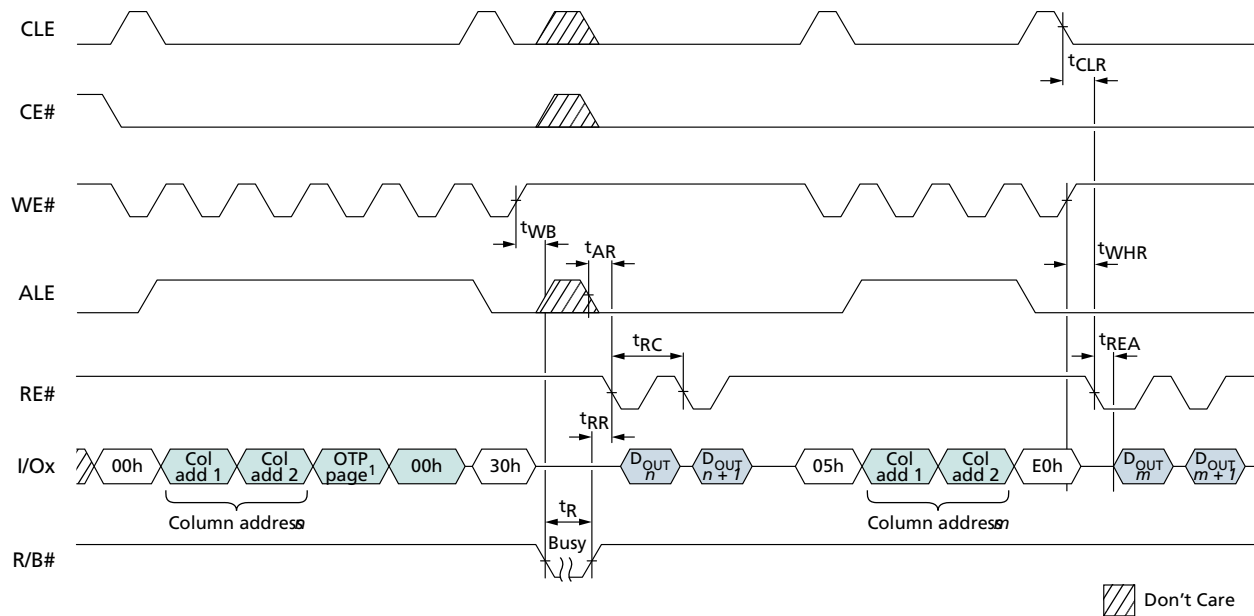 CLE
tCLR
CE#
WE#
tWB
tAR
tWHR
ALE
tRC
tREA
RE#
tRR
I/Ox
00h
Col add 1
Col add 2
OTP page1
00h
30h
DOUT n
DOUT n + 1
05h
Col add 1
Col add 2
E0h
DOUT m
DOUT m + 1
Column address n
tR
Column address m
Busy
R/B#
Don't Care